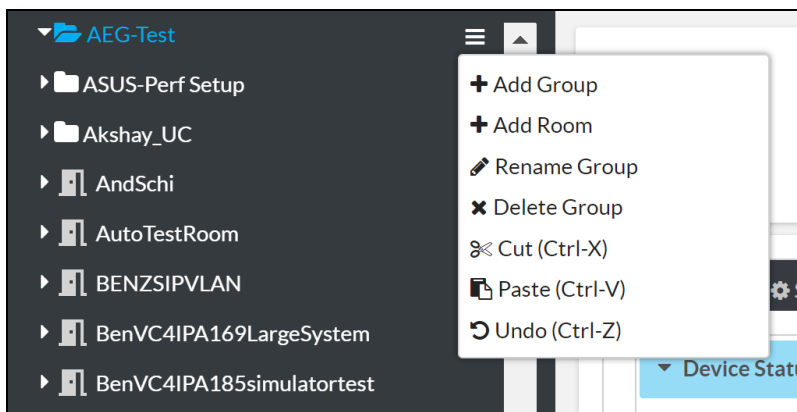 AEG-Test
ASUS-Perf Setup
Akshay_UC
AndSchi
AutoTestRoom
BENZSIPVLAN
BenVC4IPA169LargeSystem
BenVC4IPA185simulatortest
Add Group
Add Room
Rename Group
Delete Group
Cut (Ctrl-X)
Paste (Ctrl-V)
Undo (Ctrl-Z)
Device